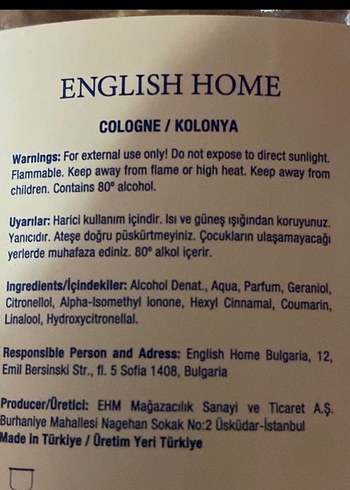 ENGLISH HOME
COLOGNE / KOLONYA
Warnings: For external use only! Do not expose to direct sunlight.
Flammable. Keep away from flame or high heat. Keep away from
children. Contains 80º alcohol.
Uyarılar: Harici kullanım içindir. Isı ve güneş ışığından koruyunuz.
Yanıcıdır. Ateşe doğru püskürtmeyiniz. Çocukların ulaşamayacağı
yerlerde muhafaza ediniz. 80º alkol içerir.
Ingredients/İçindekiler: Alcohol Denat., Aqua, Parfum, Geraniol,
Citronellol, Alpha-Isomethyl Ionone, Hexyl Cinnamal, Coumarin,
Linalool, Hydroxycitronellal.
Responsible Person and Adress: English Home Bulgaria, 12,
Emil Bersinski Str., fl. 5 Sofia 1408, Bulgaria
Producer/Üretici: EHM Mağazacılık Sanayi ve Ticaret A.Ş.
Burhaniye Mahallesi Nagehan Sokak No:2 Üsküdar-İstanbul
Made in Türkiye / Üretim Yeri Türkiye